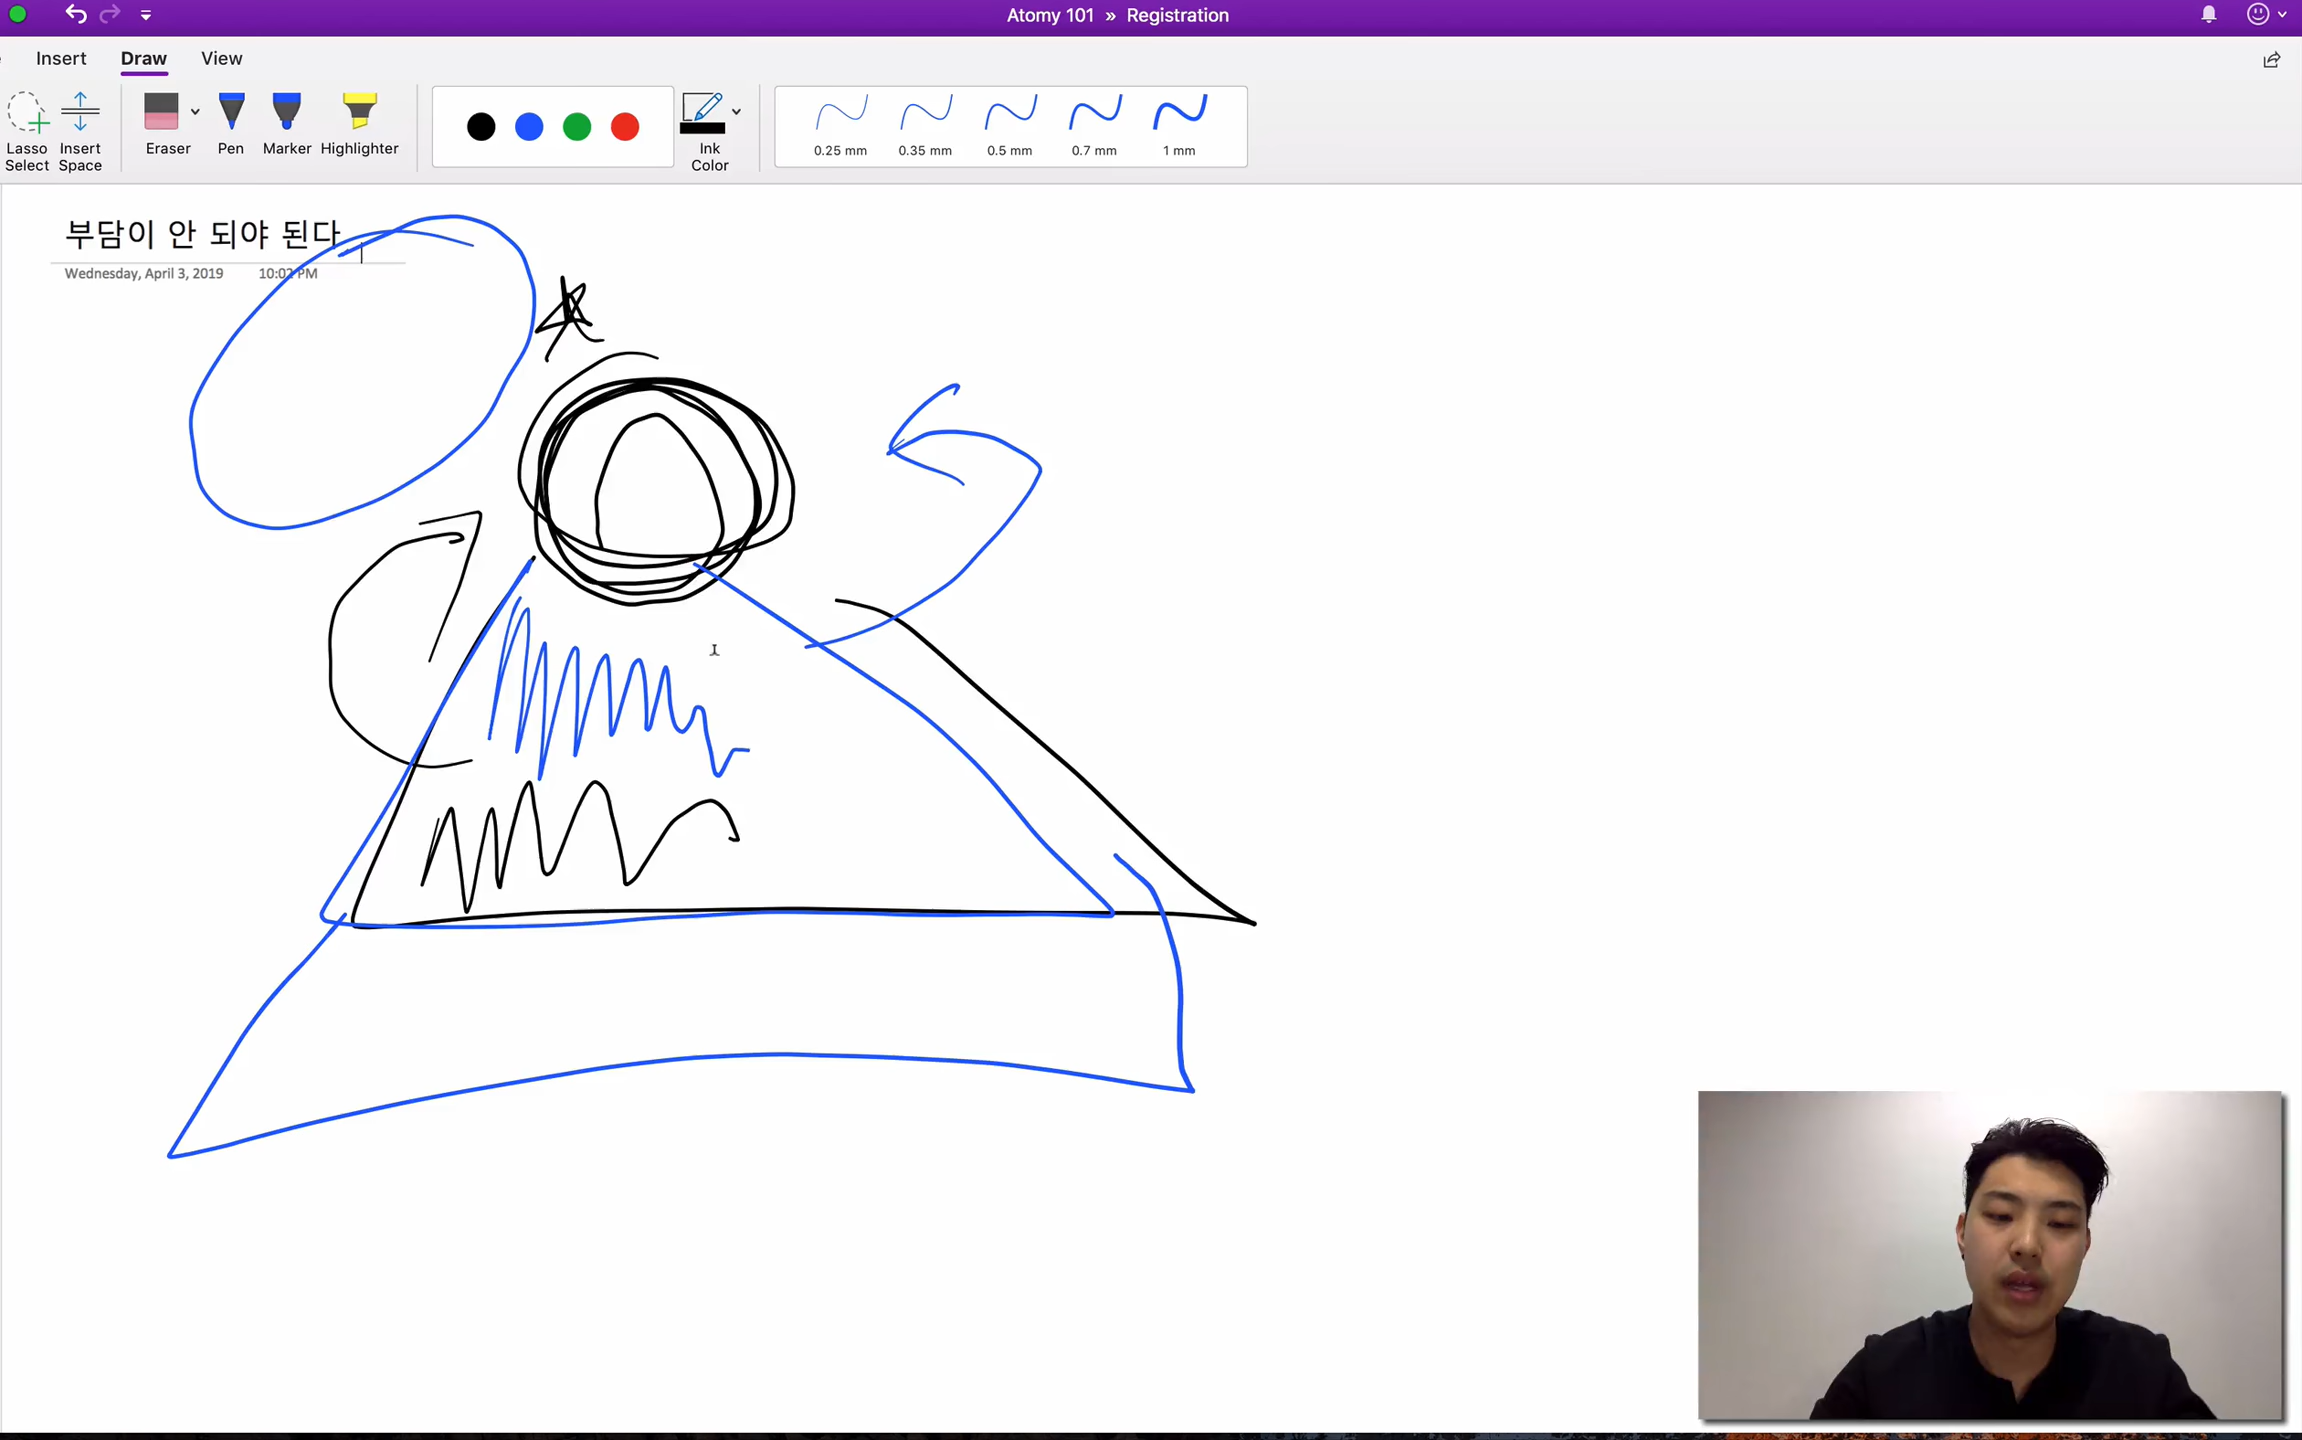 Atomy 101 » Registration
Insert Draw View
Lasso Select
Insert Space
Eraser
Pen
Marker
Highlighter
Ink Color
0.25 mm
0.35 mm
0.5 mm
0.7 mm
1 mm
부담이 안 되야 된다
Wednesday, April 3, 2019 10:02 PM